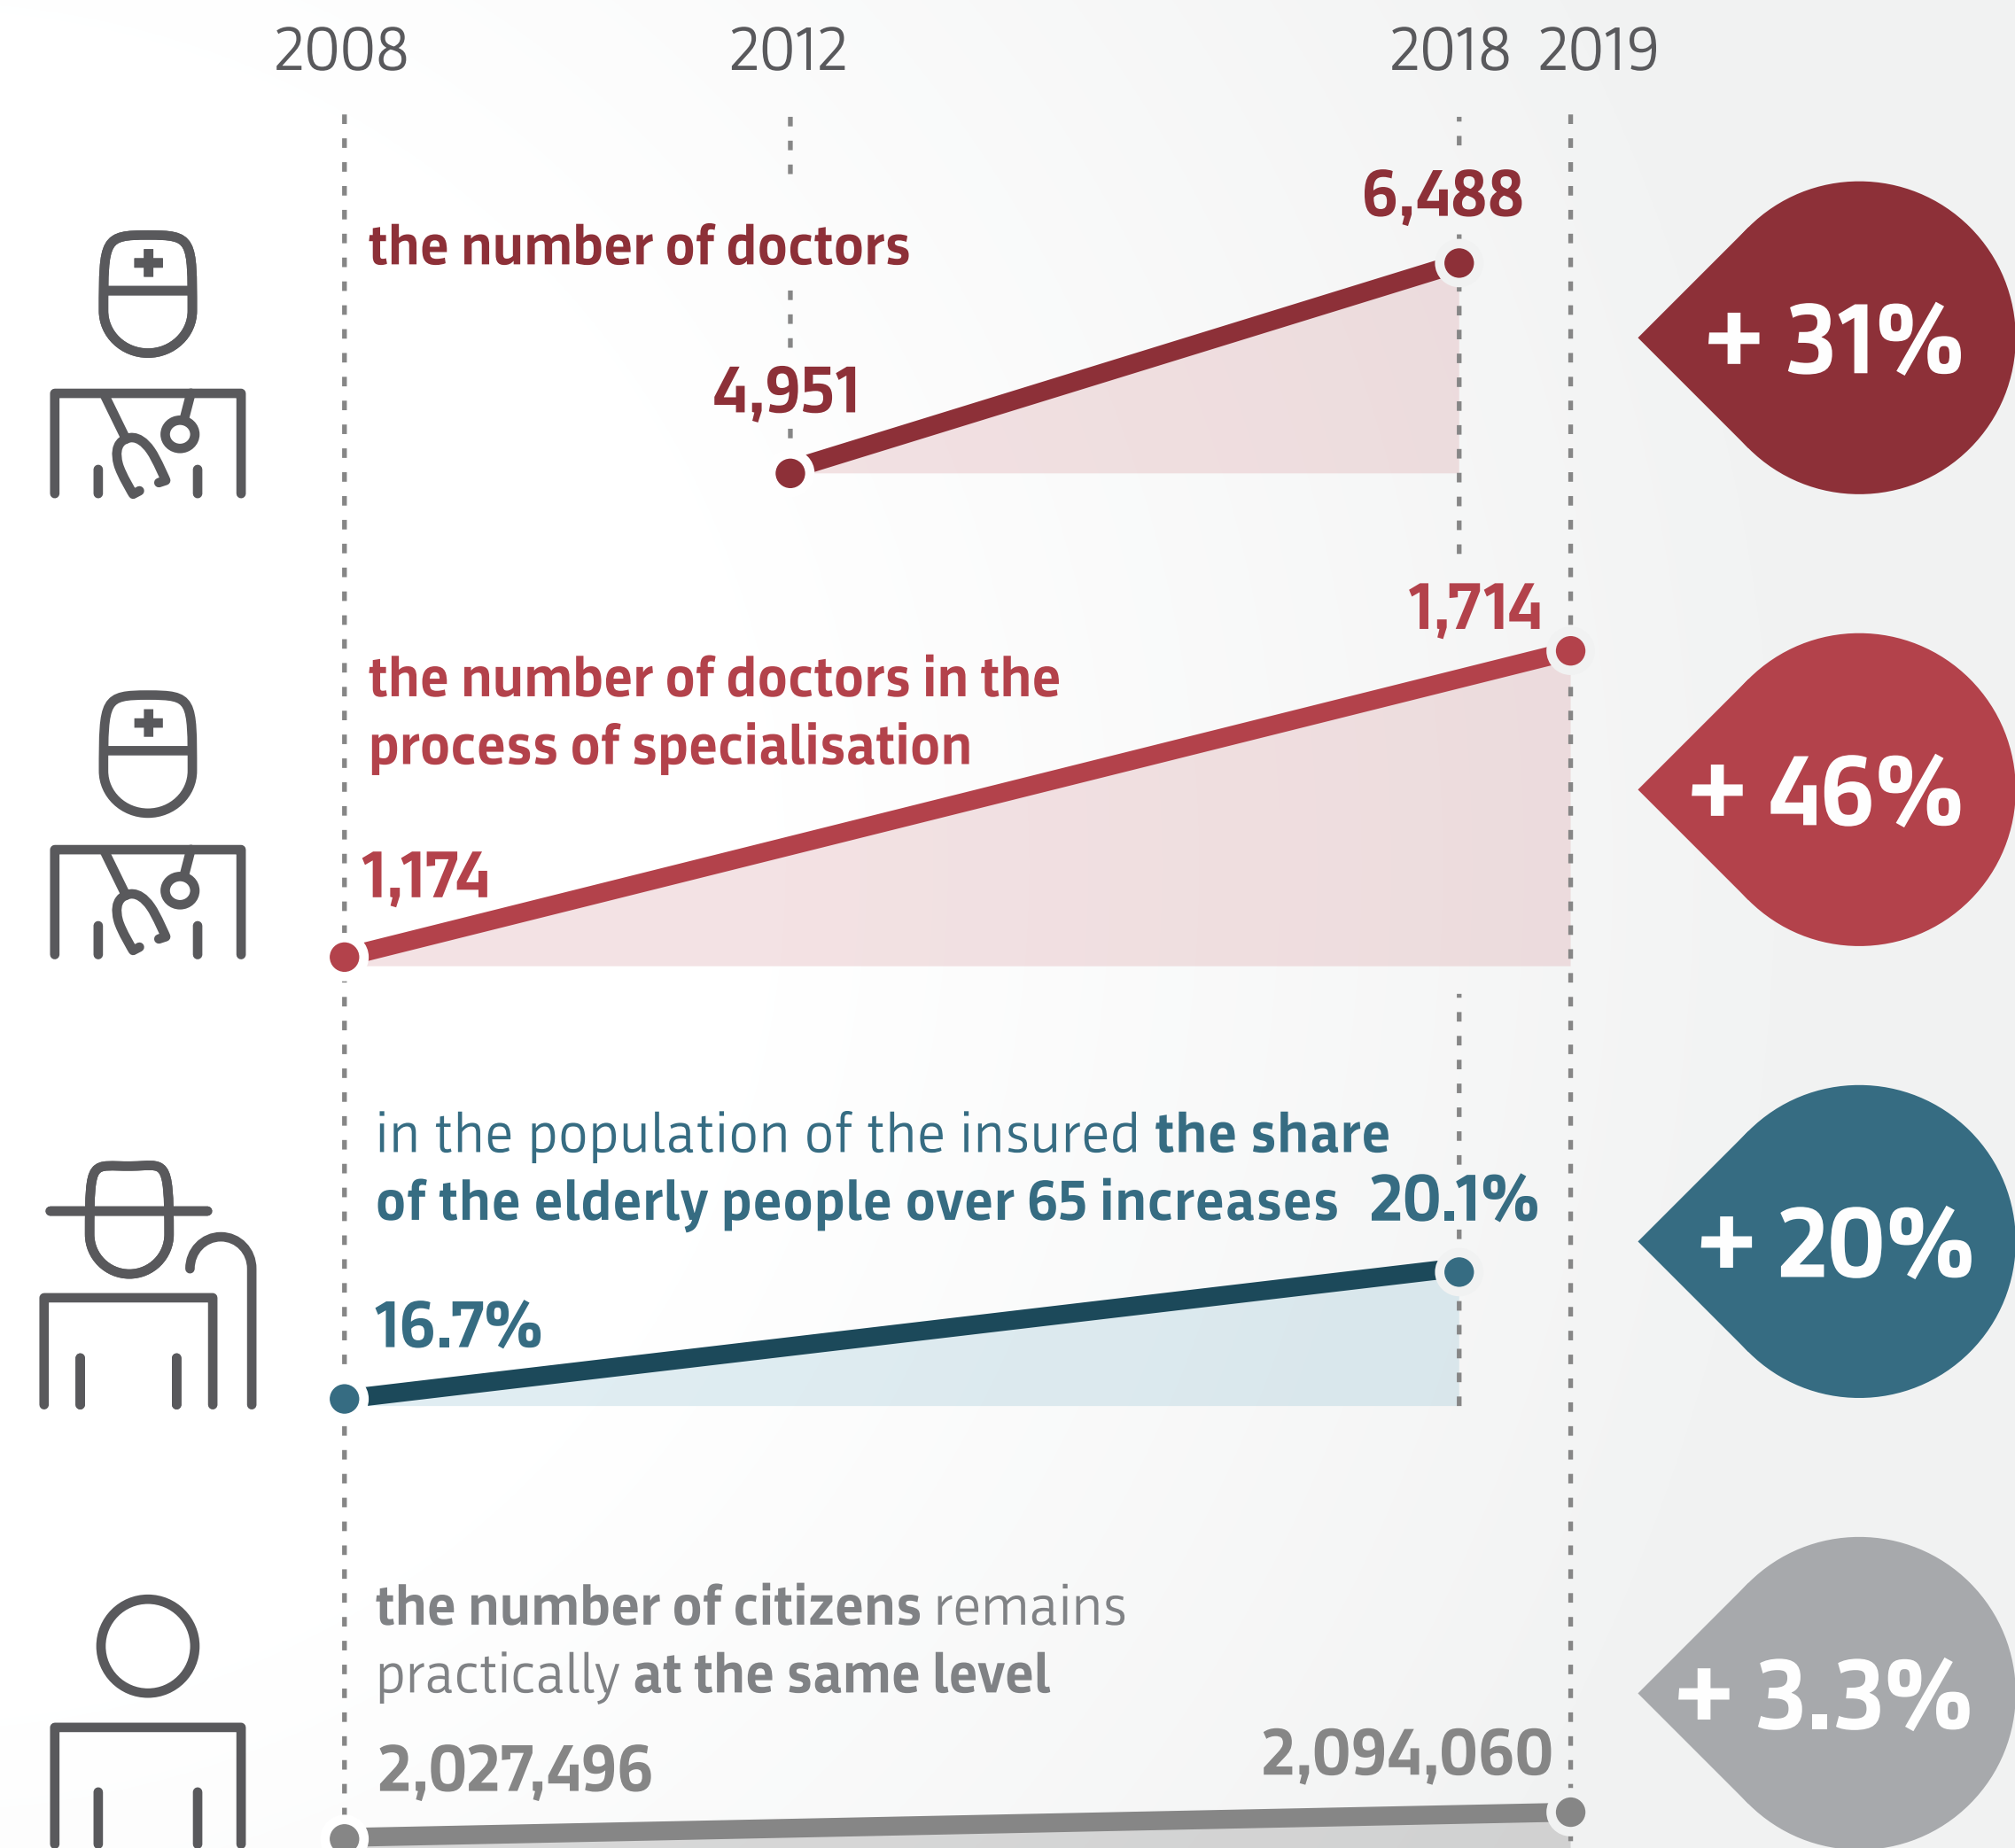 2008 2012 2018 2019
6,488
the number of doctors
+ 31%
4,951
1,714
the number of doctors in the
process of specialisation
+ 46%
1,174
in the population of the insured the share
of the elderly people over 65 increases 20.1%
+ 20%
16.7%
the number of citizens remains
practically at the same level
+ 3.3%
2,027,496
2,094,060